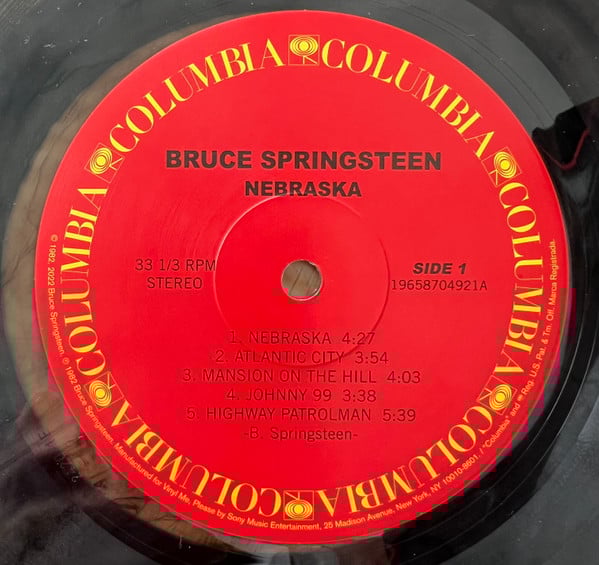 COLUMBIA COLUMBIA COLUMBIA COLUMBIA COLUMBIA COLUMBIA COLUMBIA COLUMBIA
BRUCE SPRINGSTEEN
NEBRASKA
33 1/3 RPM
STEREO
SIDE 1
19658704921A
1. NEBRASKA 4:27
2. ATLANTIC CITY 3:54
3. MANSION ON THE HILL 4:03
4. JOHNNY 99 3:38
5. HIGHWAY PATROLMAN 5:39
-B. Springsteen-
© 1982, 2022 Bruce Springsteen. ℗ 1982 Bruce Springsteen. Manufactured for Vinyl Me, Please by Sony Music Entertainment, 25 Madison Avenue, New York, NY 10010-8601. / "Columbia" and Reg. U.S. Pat. & Tm. Off. Marca Registrada.